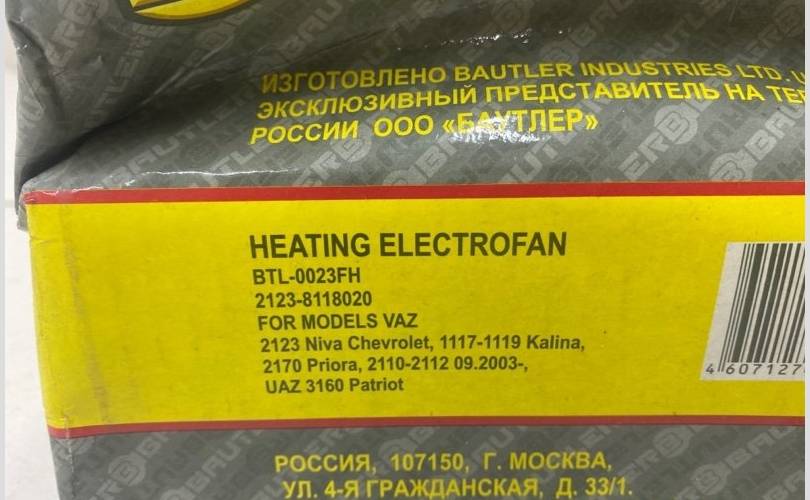 ИЗГОТОВЛЕНО BAUTLER INDUSTRIES LTD.
ЭКСКЛЮЗИВНЫЙ ПРЕДСТАВИТЕЛЬ НА
РОССИИ ООО «БАУТЛЕР»
HEATING ELECTROFAN
BTL-0023FH
2123-8118020
FOR MODELS VAZ
2123 Niva Chevrolet, 1117-1119 Kalina,
2170 Priora, 2110-2112 09.2003-,
UAZ 3160 Patriot
4 607127
РОССИЯ, 107150, Г. МОСКВА,
УЛ. 4-Я ГРАЖДАНСКАЯ, Д. 33/1.